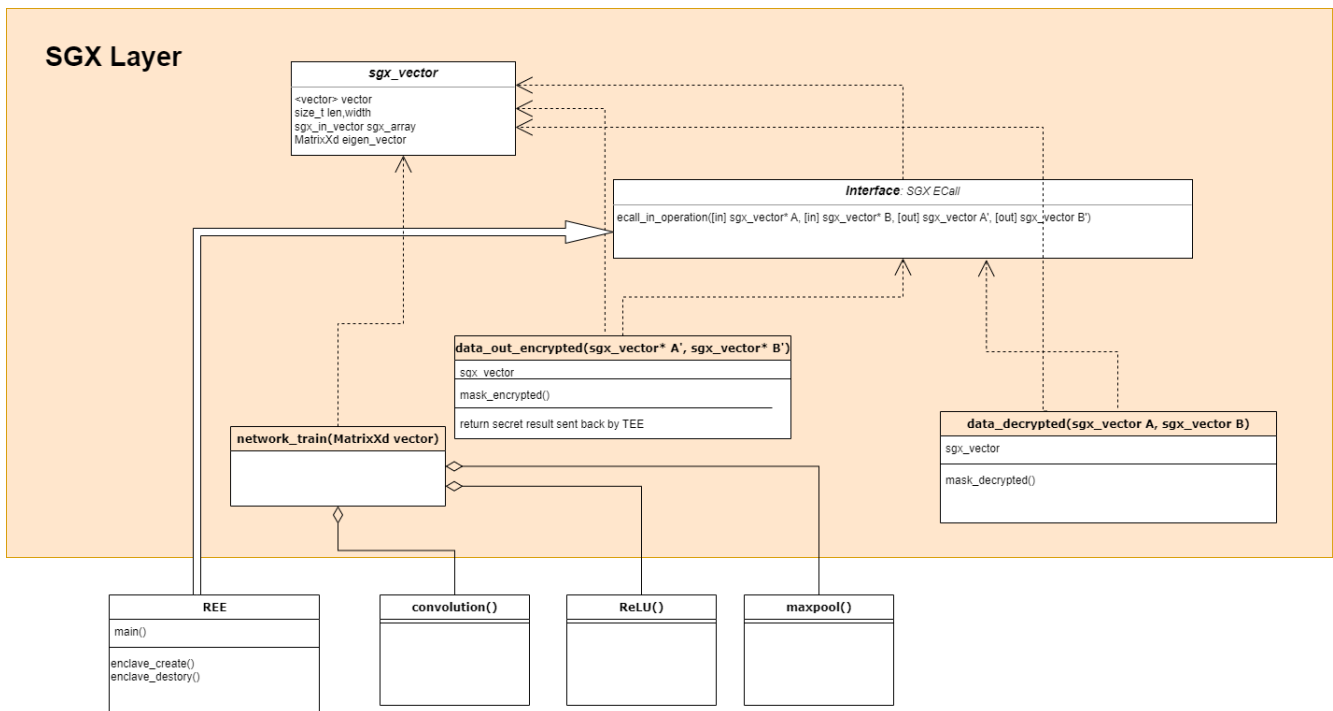 SGX Layer
sgx_vector
<vector> vector
size_t len,width
sgx_in_vector sgx_array
MatrixXd eigen_vector
Interface: SGX ECall
ecall_in_operation([in] sgx_vector* A, [in] sgx_vector* B, [out] sgx_vector A', [out] sgx_vector B')
data_out_encrypted(sgx_vector* A', sgx_vector* B')
sgx_vector
mask_encrypted()
return secret result sent back by TEE
network_train(MatrixXd vector)
data_decrypted(sgx_vector A, sgx_vector B)
sgx_vector
mask_decrypted()
REE
main()
enclave_create()
enclave_destory()
convolution()
ReLU()
maxpool()